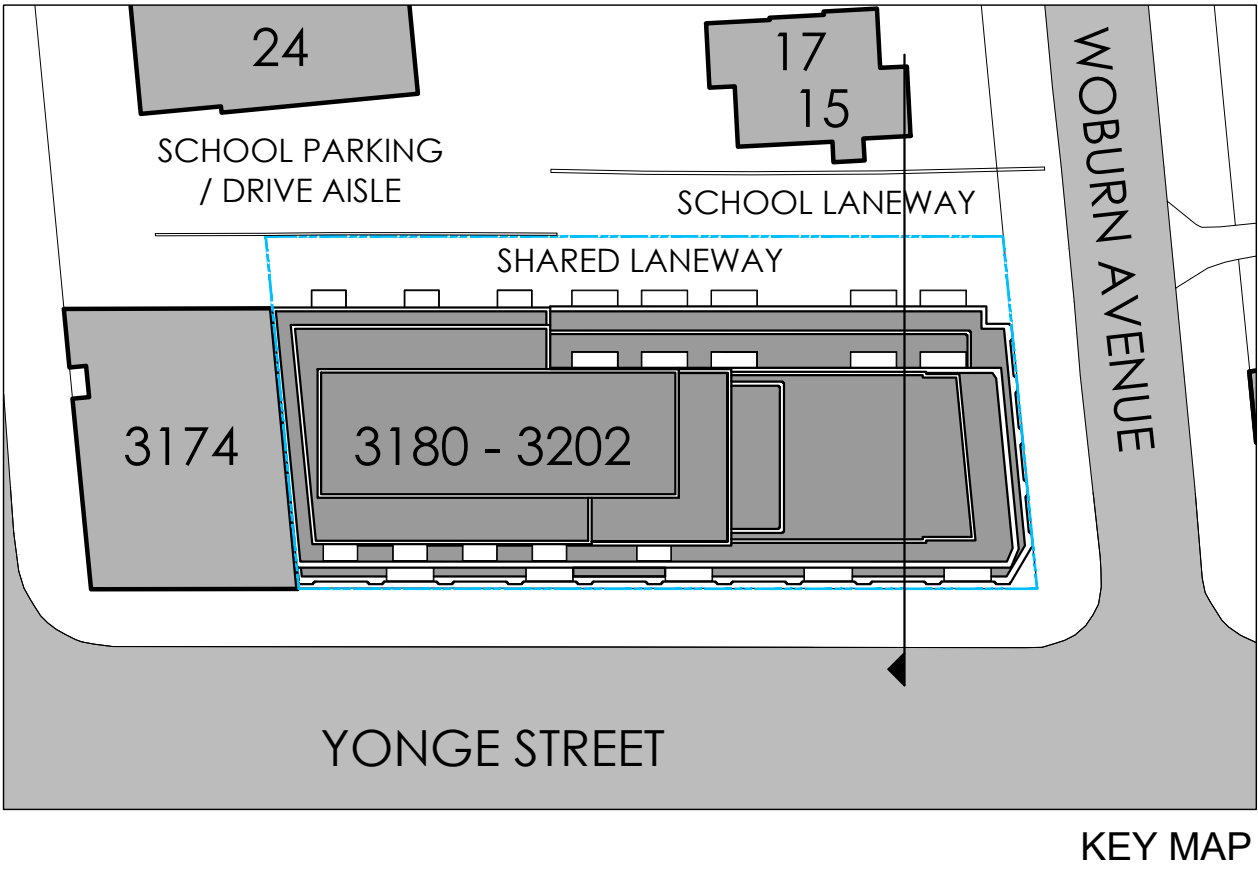 24
17
15
WOBURN AVENUE
SCHOOL PARKING
/ DRIVE AISLE
SCHOOL LANEWAY
SHARED LANEWAY
3174
3180 - 3202
YONGE STREET
KEY MAP